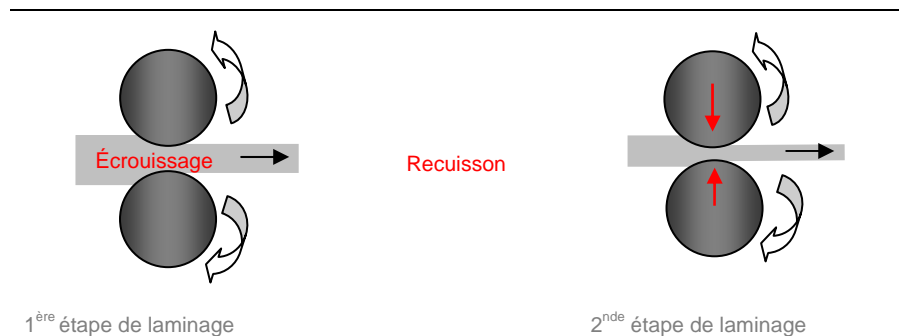 Écrouissage
Recuisson
1ère étape de laminage
2nde étape de laminage